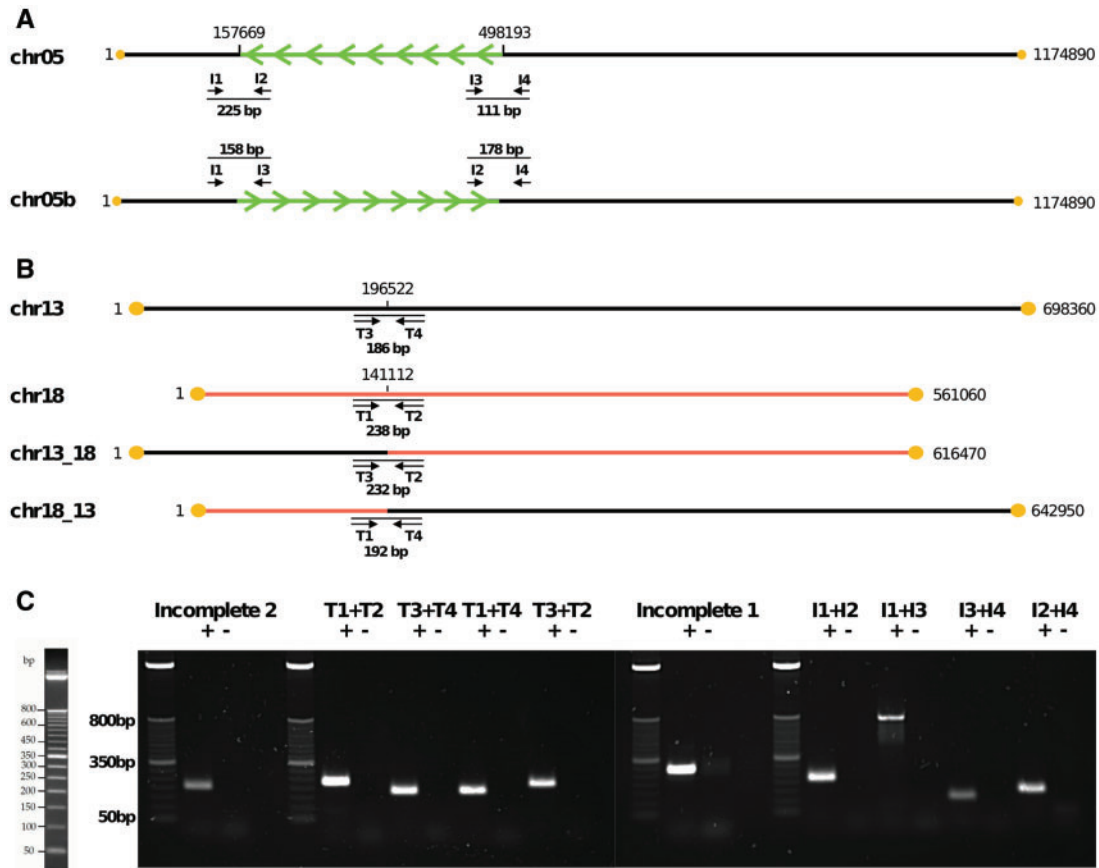 A
157669 498193
chr05 1 1174890
I1 I2 I3 I4
225 bp 111 bp
158 bp 178 bp
I1 I3 I2 I4
chr05b 1 1174890
B
196522
chr13 1 698360
T3 T4
186 bp
141112
chr18 1 561060
T1 T2
238 bp
chr13_18 1 616470
T3 T2
232 bp
chr18_13 1 642950
T1 T4
192 bp
C
Incomplete 2 T1+T2 T3+T4 T1+T4 T3+T2 Incomplete 1 I1+I2 I1+I3 I3+I4 I2+I4
+ - + - + - + - + - + - + - + - + - + -
bp
800
600
450
350
300
250
200
150
100
50
800bp
350bp
50bp